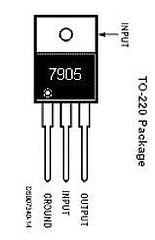 INPUT
7905
TO-220 Package
GROUND
INPUT
OUTPUT